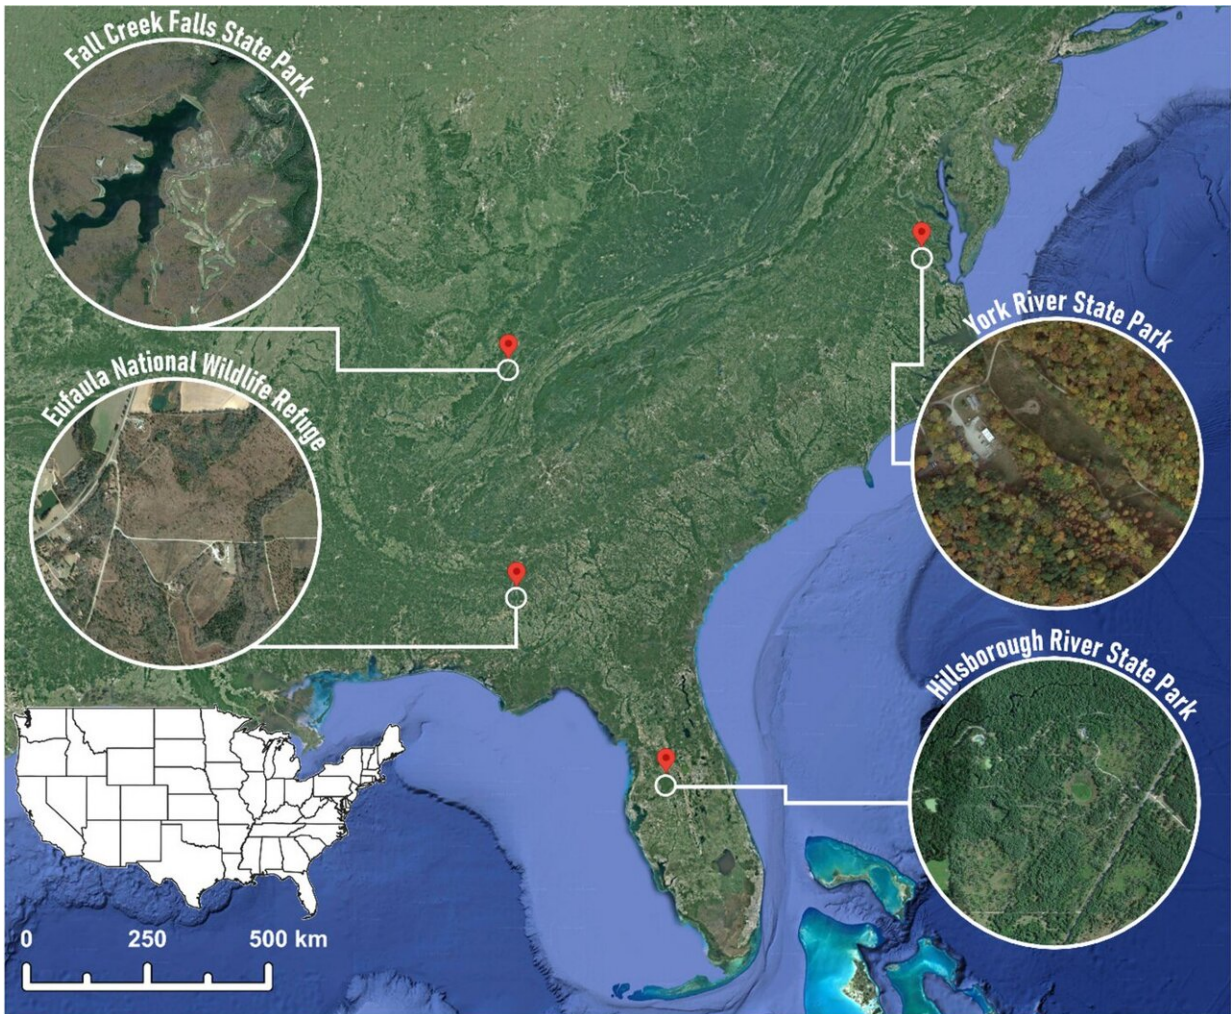 Fall Creek Falls State Park
York River State Park
Eufaula National Wildlife Refuge
Hillsborough River State Park
0 250 500 km